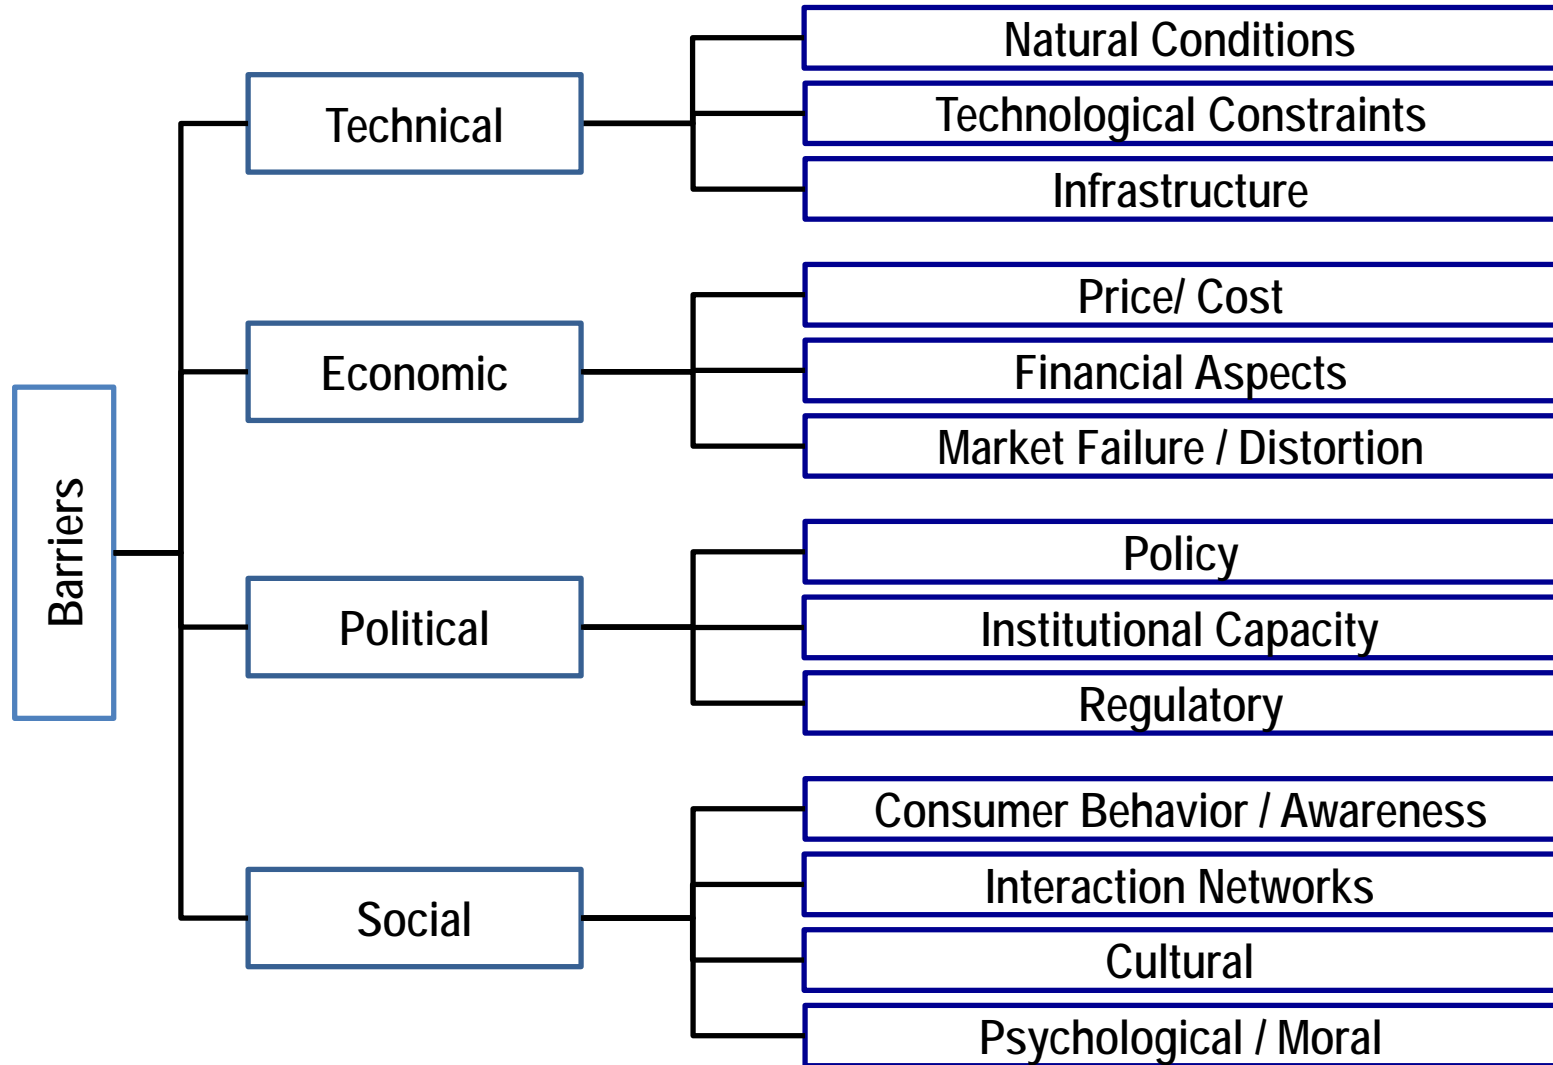 Barriers
Technical
Natural Conditions
Technological Constraints
Infrastructure
Economic
Price/ Cost
Financial Aspects
Market Failure / Distortion
Political
Policy
Institutional Capacity
Regulatory
Social
Consumer Behavior / Awareness
Interaction Networks
Cultural
Psychological / Moral